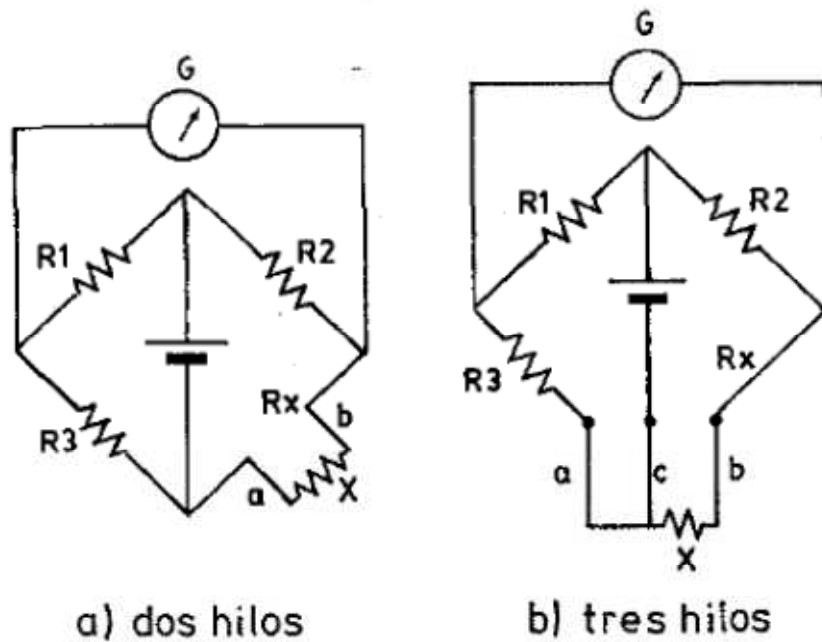 G
R1
R2
R3
Rx
b
a
X
a) dos hilos
G
R1
R2
R3
Rx
a
c
b
X
b) tres hilos